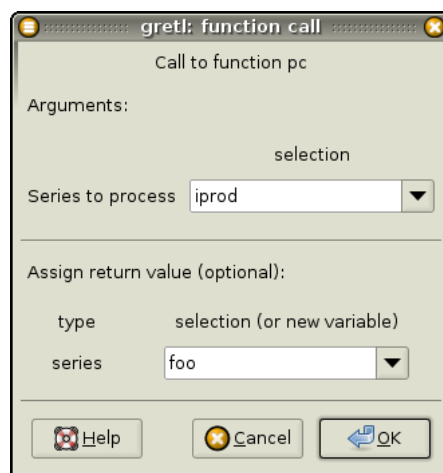 gretl: function call
Call to function pc
Arguments:
selection
Series to process iprod
Assign return value (optional):
type selection (or new variable)
series foo
Help Cancel OK